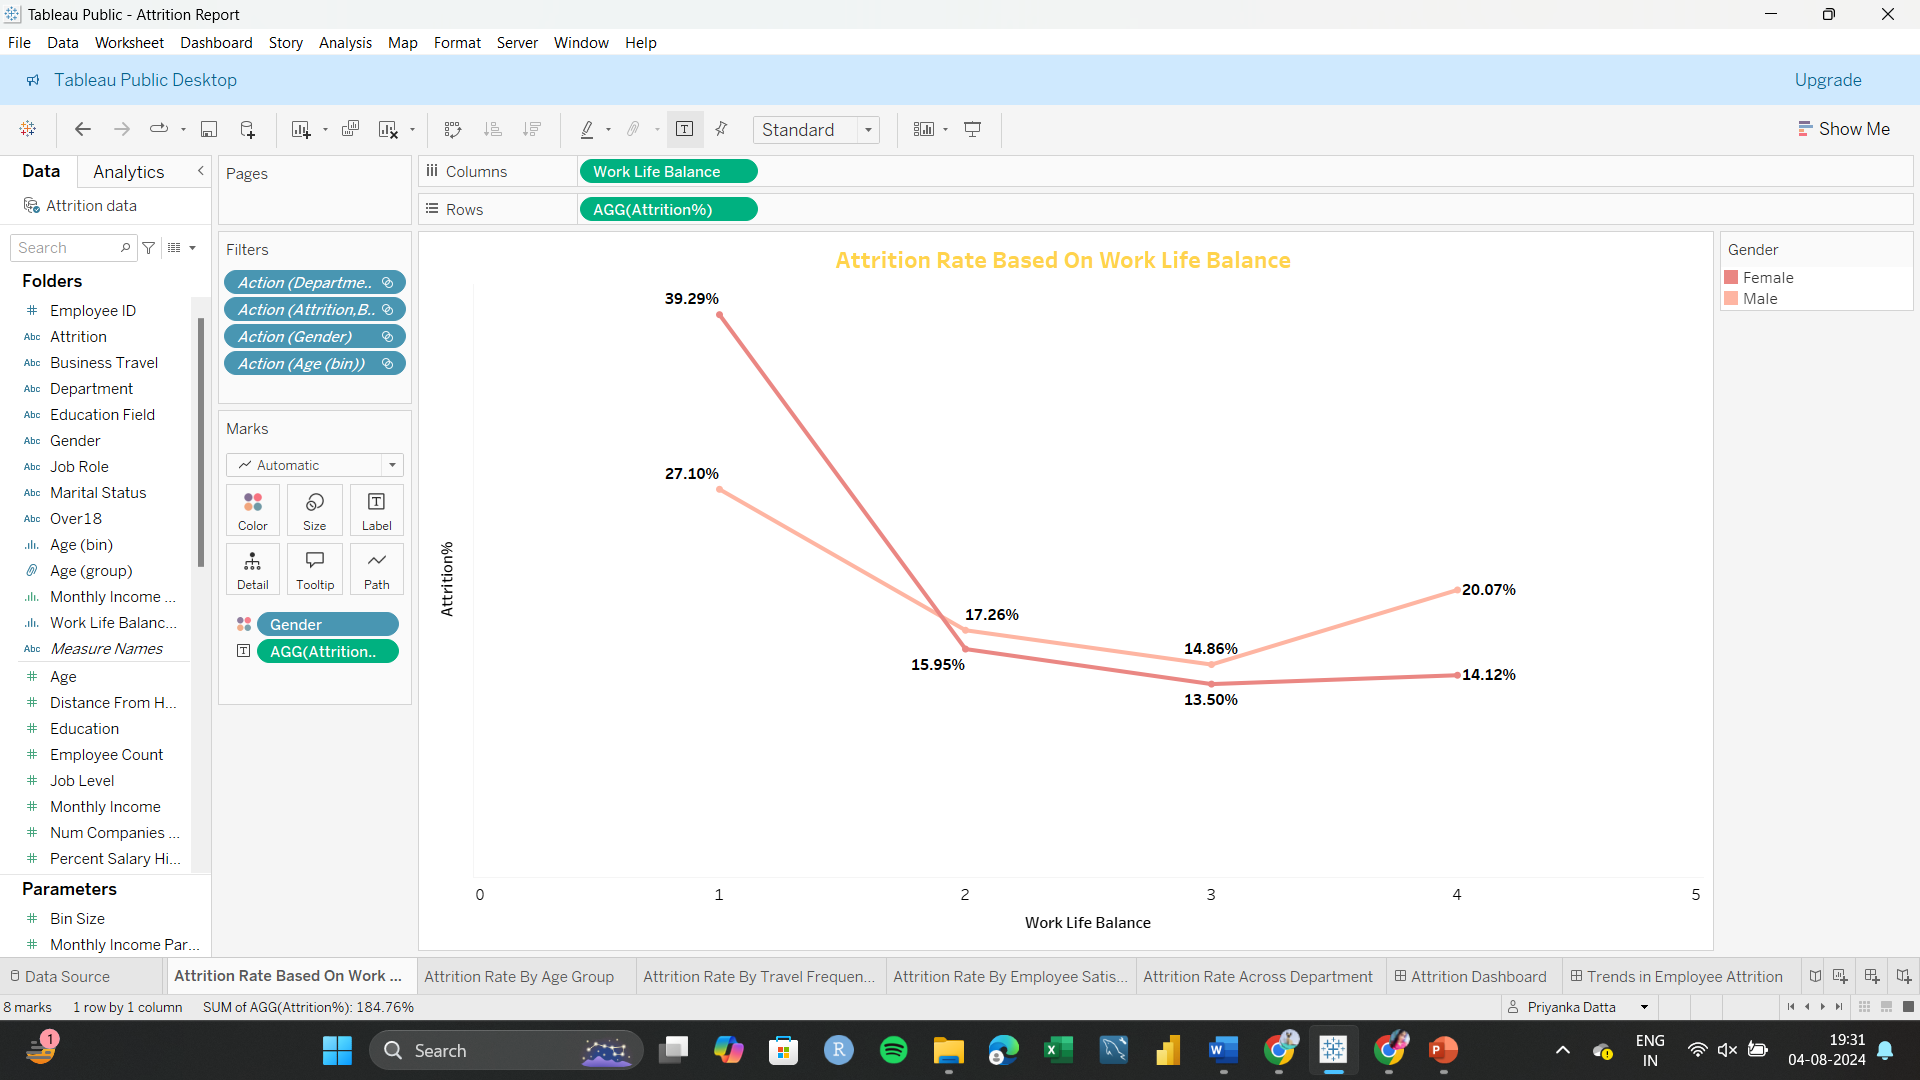 Tableau Public - Attrition Report
File Data Worksheet Dashboard Story Analysis Map Format Server Window Help
Tableau Public Desktop
Upgrade
Standard
Show Me
Data
Analytics
Attrition data
Search
Folders
Employee ID
Abc Attrition
Abc Business Travel
Abc Department
Abc Education Field
Abc Gender
Abc Job Role
Abc Marital Status
Abc Over18
Age (bin)
Age (group)
Monthly Income ...
Work Life Balanc...
Abc Measure Names
Age
Distance From H...
Education
Employee Count
Job Level
Monthly Income
Num Companies ...
Percent Salary Hi...
Parameters
Bin Size
Monthly Income Par...
Pages
Filters
Action (Departme..
Action (Attrition,B..
Action (Gender)
Action (Age (bin))
Marks
Automatic
Color
Size
Label
Detail
Tooltip
Path
Gender
AGG(Attrition..
Columns
Work Life Balance
Rows
AGG(Attrition%)
Attrition Rate Based On Work Life Balance
39.29%
27.10%
17.26%
15.95%
14.86%
13.50%
20.07%
14.12%
Attrition%
0 1 2 3 4 5
Work Life Balance
Gender
Female
Male
Data Source
Attrition Rate Based On Work ...
Attrition Rate By Age Group
Attrition Rate By Travel Frequen...
Attrition Rate By Employee Satis...
Attrition Rate Across Department
Attrition Dashboard
Trends in Employee Attrition
8 marks
1 row by 1 column
SUM of AGG(Attrition%): 184.76%
Priyanka Datta
1
Search
R
W
P
ENG
IN
19:31
04-08-2024